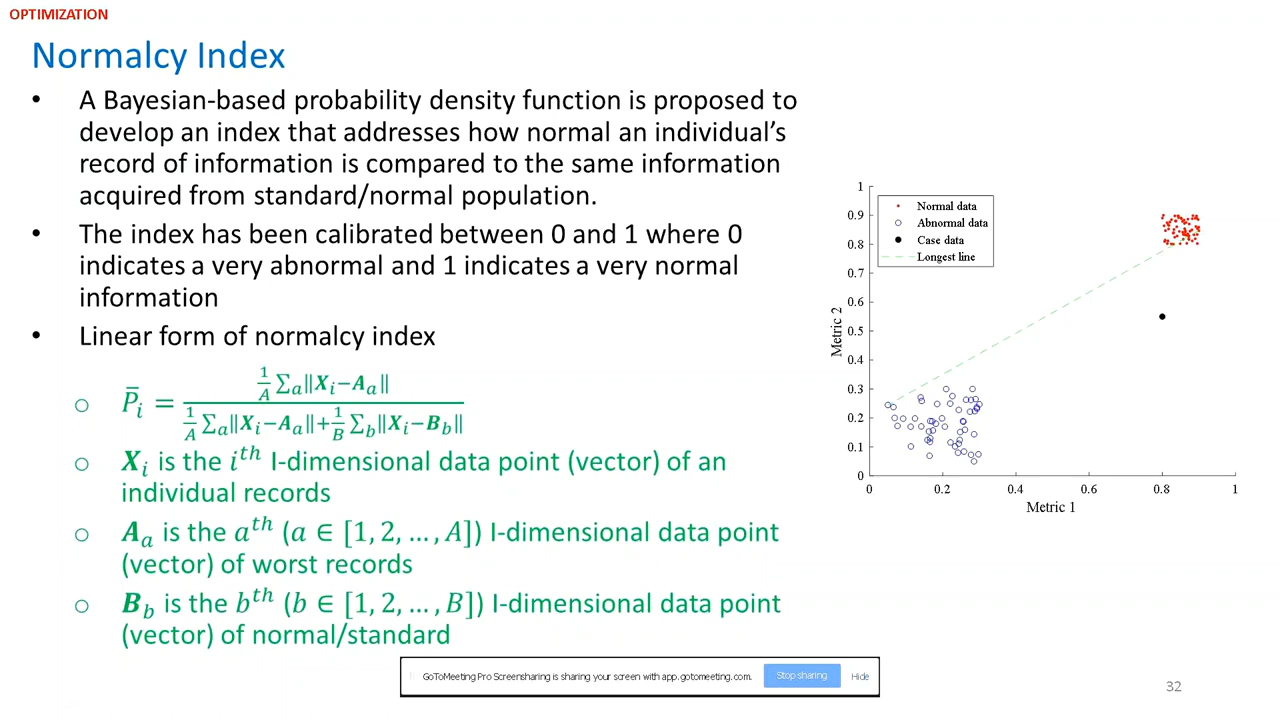 OPTIMIZATION
Normalcy Index
• A Bayesian-based probability density function is proposed to
develop an index that addresses how normal an individual's
record of information is compared to the same information
acquired from standard/normal population.
• The index has been calibrated between 0 and 1 where 0
indicates a very abnormal and 1 indicates a very normal
information
• Linear form of normalcy index
○ P̄ᵢ = (1/A ∑ₐ‖Xᵢ−Aₐ‖) / (1/A ∑ₐ‖Xᵢ−Aₐ‖+1/B ∑_b‖Xᵢ−B_b‖)
○ Xᵢ is the iᵗʰ I-dimensional data point (vector) of an
individual records
○ Aₐ is the aᵗʰ (a ∈ [1, 2, … , A]) I-dimensional data point
(vector) of worst records
○ B_b is the bᵗʰ (b ∈ [1, 2, … , B]) I-dimensional data point
(vector) of normal/standard
Normal data
Abnormal data
Case data
Longest line
1
0.9
0.8
0.7
0.6
0.5
0.4
0.3
0.2
0.1
0
Metric 2
0 0.2 0.4 0.6 0.8 1
Metric 1
GoToMeeting Pro Screensharing is sharing your screen with app.gotomeeting.com. Stop sharing Hide
32